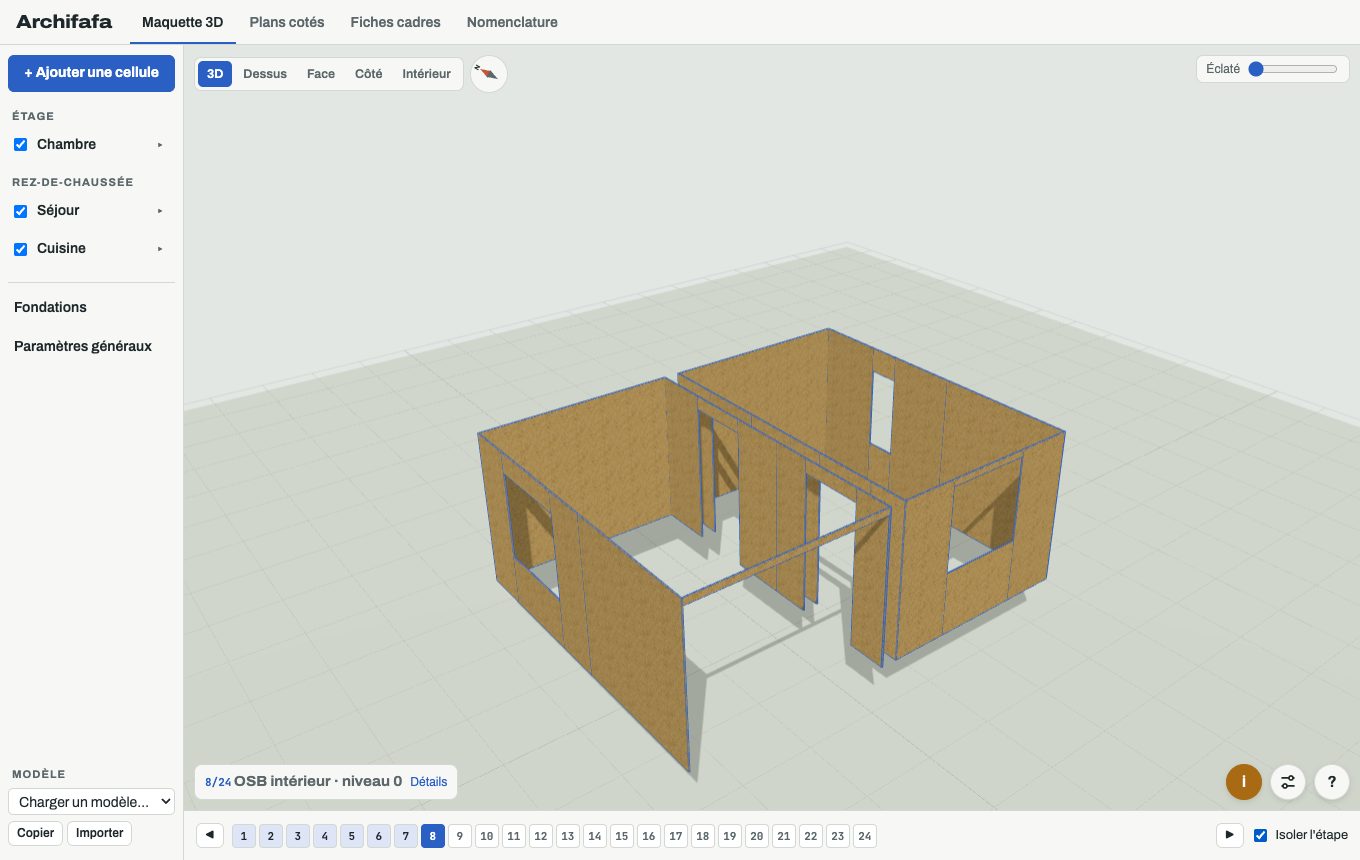 Archifafa
Maquette 3D
Plans cotés
Fiches cadres
Nomenclature
+ Ajouter une cellule
ÉTAGE
Chambre
REZ-DE-CHAUSSÉE
Séjour
Cuisine
Fondations
Paramètres généraux
MODÈLE
Charger un modèle...
Copier
Importer
3D
Dessus
Face
Côté
Intérieur
N
Éclaté
8/24 OSB intérieur · niveau 0 Détails
i
?
1 2 3 4 5 6 7 8 9 10 11 12 13 14 15 16 17 18 19 20 21 22 23 24
Isoler l'étape